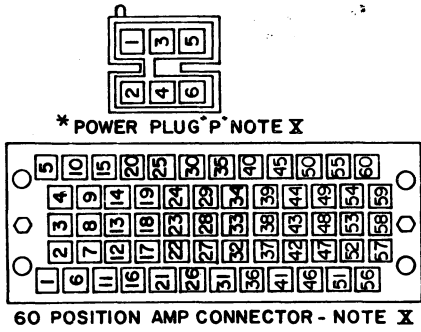 1 3 5
2 4 6
* POWER PLUG "P" NOTE X
5 10 15 20 25 30 35 40 45 50 55 60
4 9 14 19 24 29 34 39 44 49 54 59
3 8 13 18 23 28 33 38 43 48 53 58
2 7 12 17 22 27 32 37 42 47 52 57
1 6 11 16 21 26 31 36 41 46 51 56
60 POSITION AMP CONNECTOR - NOTE X